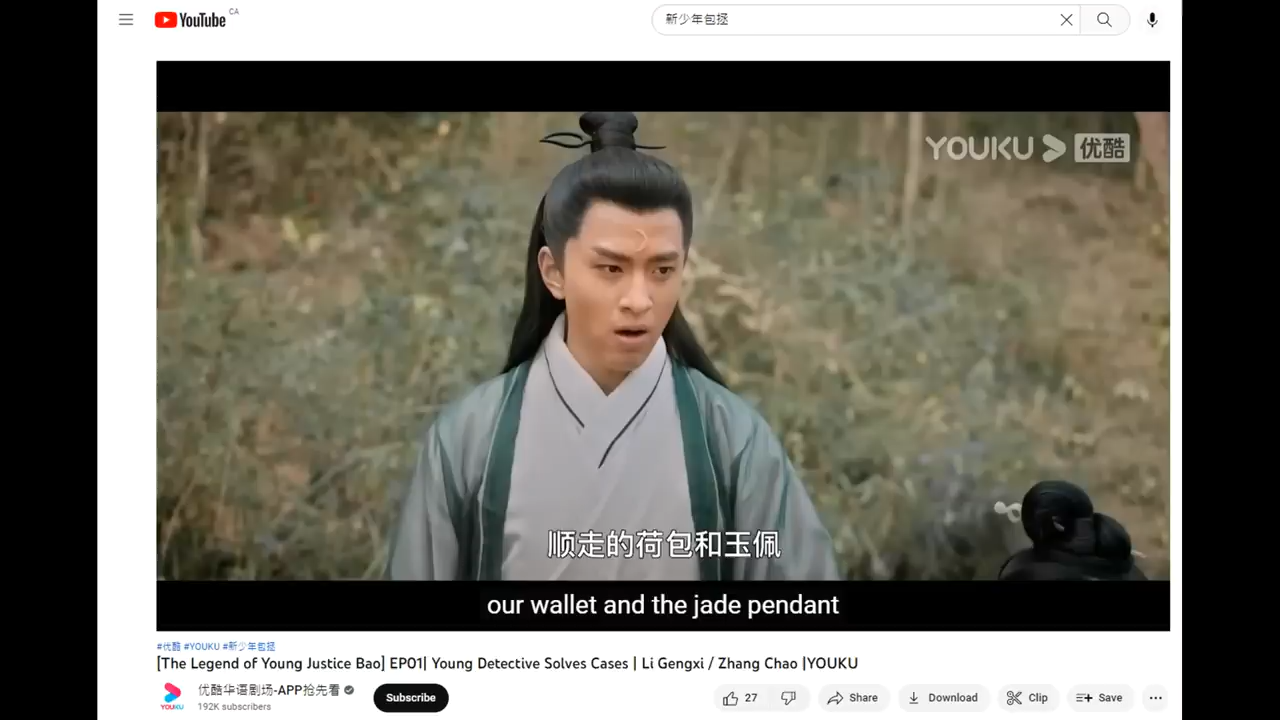 YouTube CA
新少年包拯
YOUKU 优酷
顺走的荷包和玉佩
our wallet and the jade pendant
#优酷 #YOUKU #新少年包拯
[The Legend of Young Justice Bao] EP01| Young Detective Solves Cases | Li Gengxi / Zhang Chao |YOUKU
YOUKU
优酷华语剧场-APP抢先看
192K subscribers
Subscribe
27
Share
Download
Clip
Save